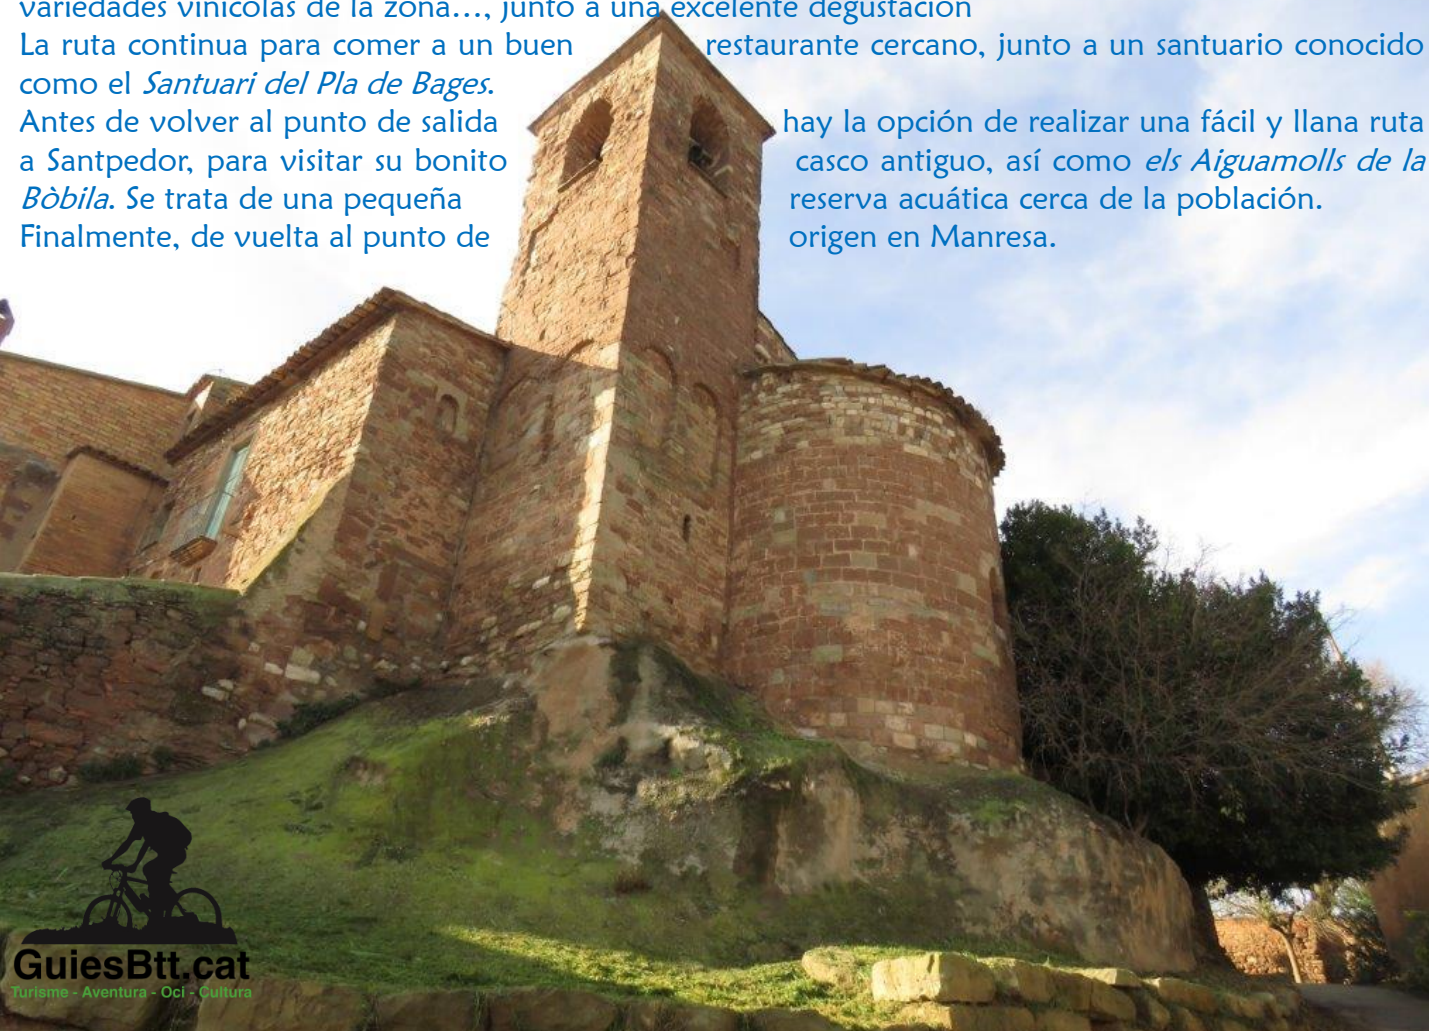 variedades vinícolas de la zona…, junto a una excelente degustación
La ruta continua para comer a un buen restaurante cercano, junto a un santuario conocido
como el Santuari del Pla de Bages.
Antes de volver al punto de salida hay la opción de realizar una fácil y llana ruta
a Santpedor, para visitar su bonito casco antiguo, así como els Aiguamolls de la
Bòbila. Se trata de una pequeña reserva acuática cerca de la población.
Finalmente, de vuelta al punto de origen en Manresa.
GuiesBtt.cat
Turisme - Aventura - Oci - Cultura